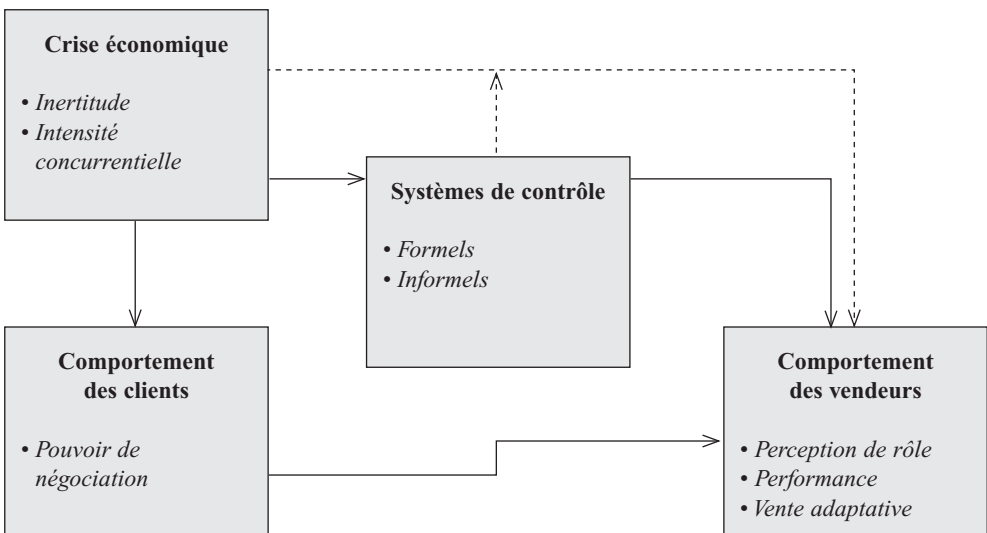 Crise économique
• Inertitude
• Intensité
concurrentielle
Systèmes de contrôle
• Formels
• Informels
Comportement
des clients
• Pouvoir de
négociation
Comportement
des vendeurs
• Perception de rôle
• Performance
• Vente adaptative